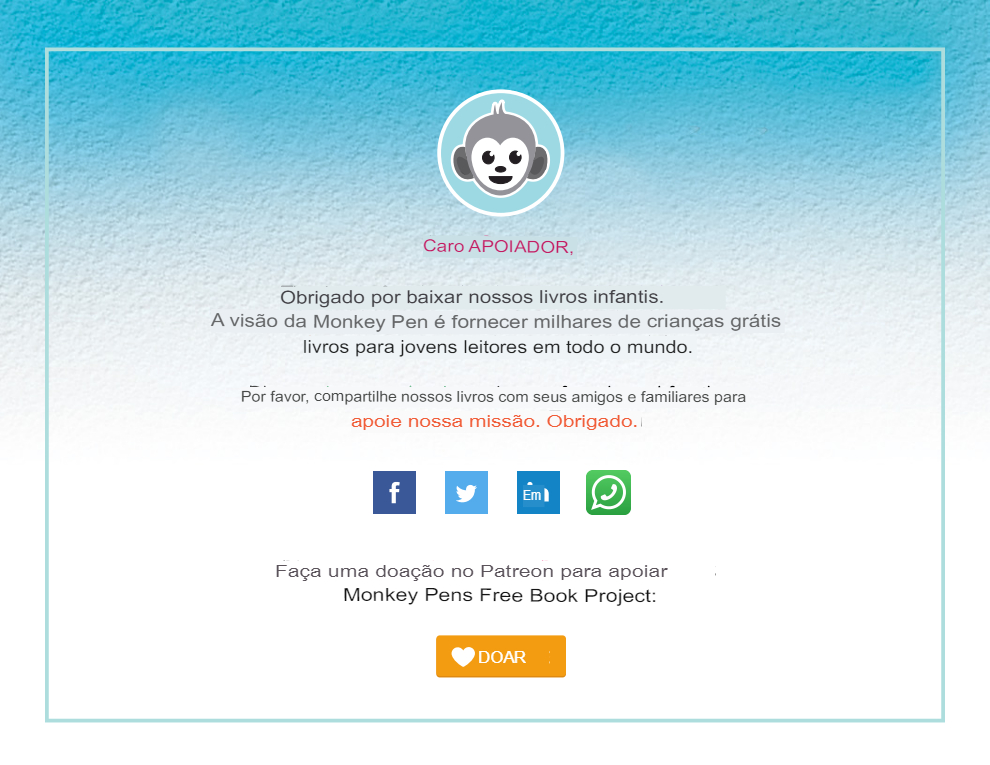 Caro APOIADOR,
Obrigado por baixar nossos livros infantis.
A visão da Monkey Pen é fornecer milhares de crianças grátis
livros para jovens leitores em todo o mundo.
Por favor, compartilhe nossos livros com seus amigos e familiares para
apoie nossa missão. Obrigado.
f
Em
Faça uma doação no Patreon para apoiar
Monkey Pens Free Book Project:
DOAR